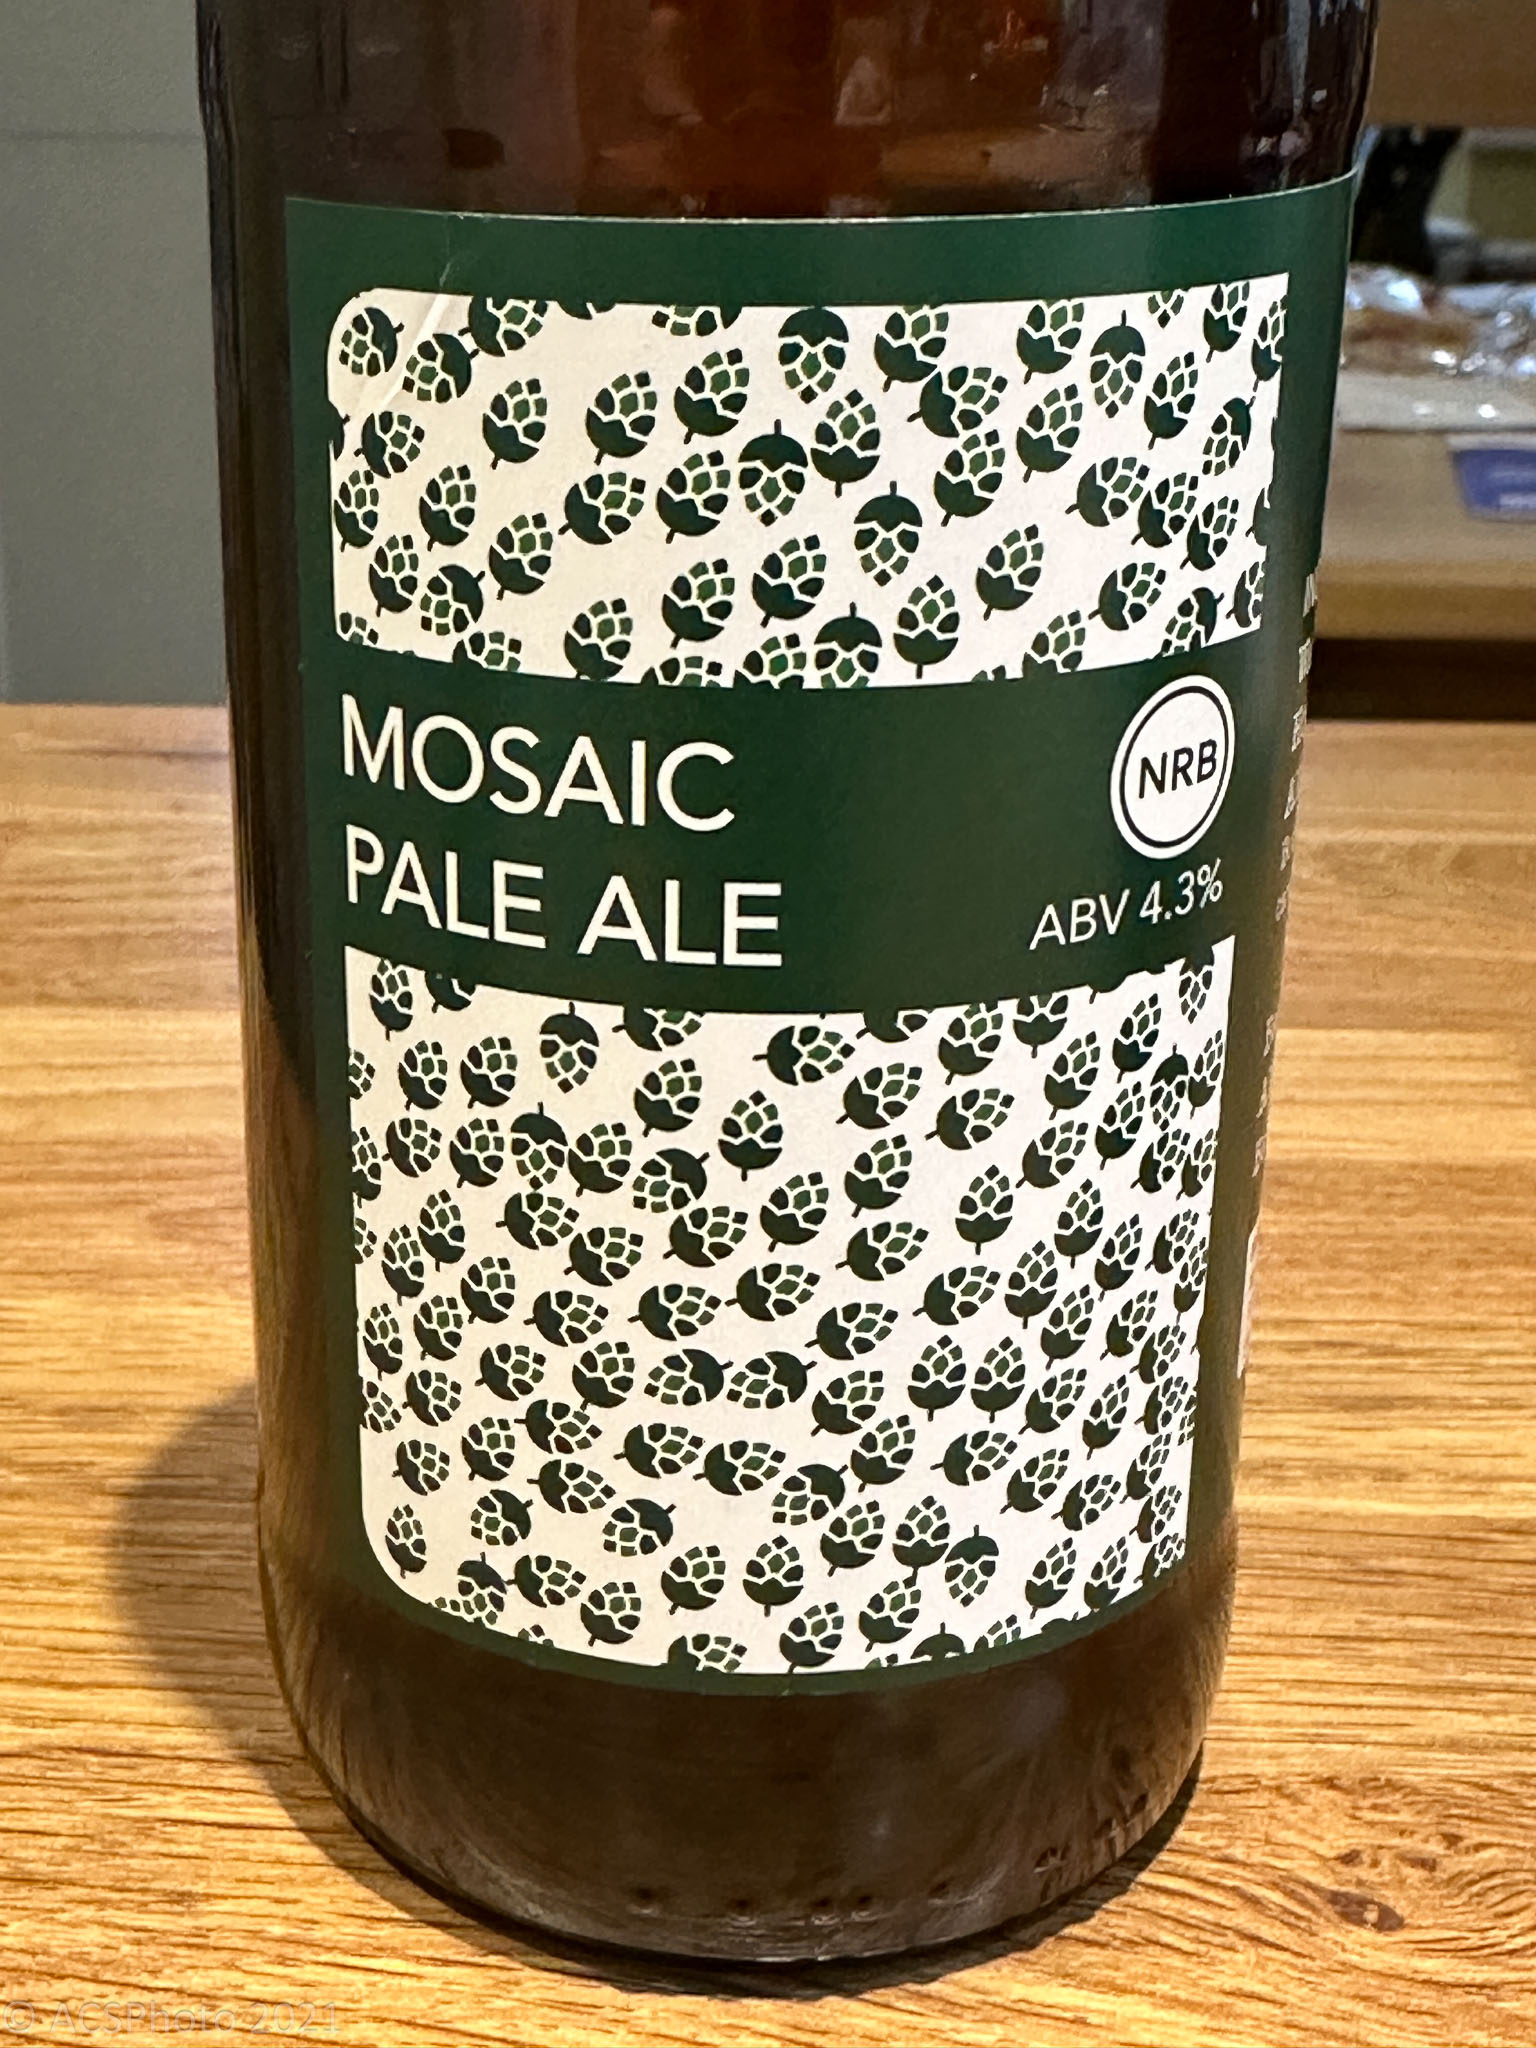 MOSAIC
PALE ALE
NRB
ABV 4.3%
© ACSPhoto 2021